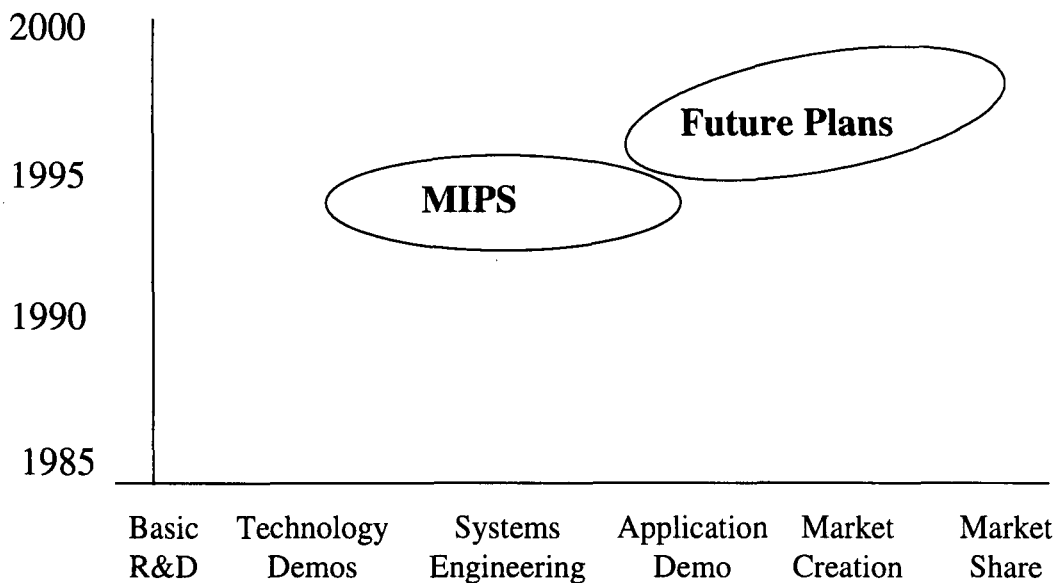 2000
Future Plans
1995
MIPS
1990
1985
Basic Technology Systems Application Market Market
R&D Demos Engineering Demo Creation Share